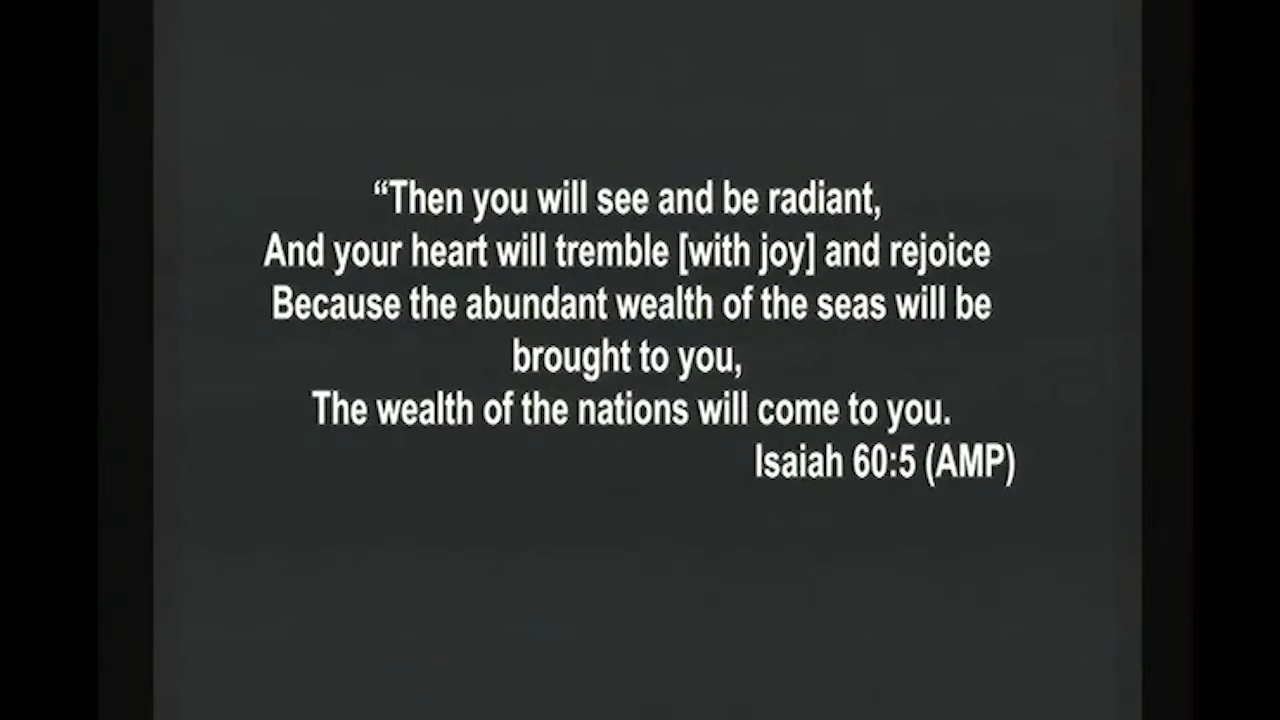 “Then you will see and be radiant,
And your heart will tremble [with joy] and rejoice
Because the abundant wealth of the seas will be
brought to you,
The wealth of the nations will come to you.
Isaiah 60:5 (AMP)